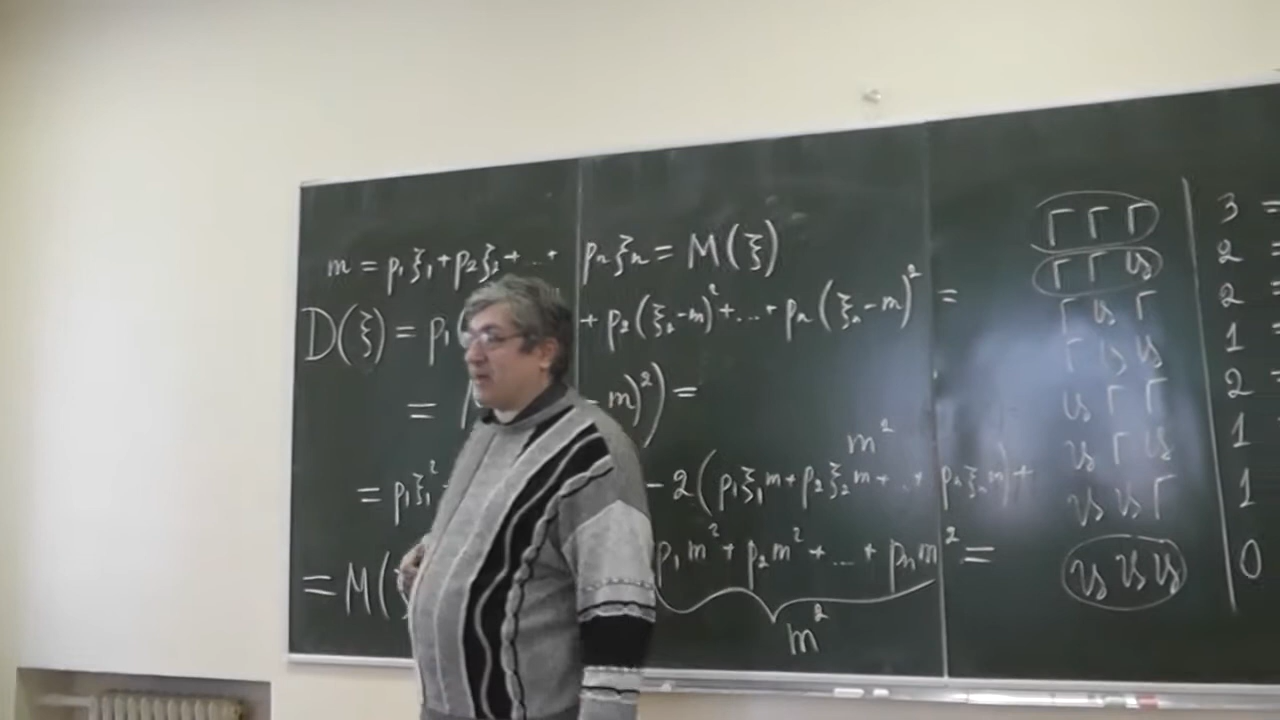 m = p₁ξ₁ + p₂ξ₂ + ... + pₙξₙ = M(ξ)
D(ξ) = p₁( + p₂(ξ₂-m)² + ... + pₙ(ξₙ-m)² =
= - m)²) =
m²
= p₁ξ₁² - 2(p₁ξ₁m + p₂ξ₂m + ... + pₙξₙm) +
= M( p₁m² + p₂m² + ... + pₙm² =
m²
Г Г Г 3 =
Г Г Ц 2 =
Г Ц Г 2 =
Г Ц Ц 1
Ц Г Г 2 =
Ц Г Ц 1
Ц Ц Г 1
Ц Ц Ц 0